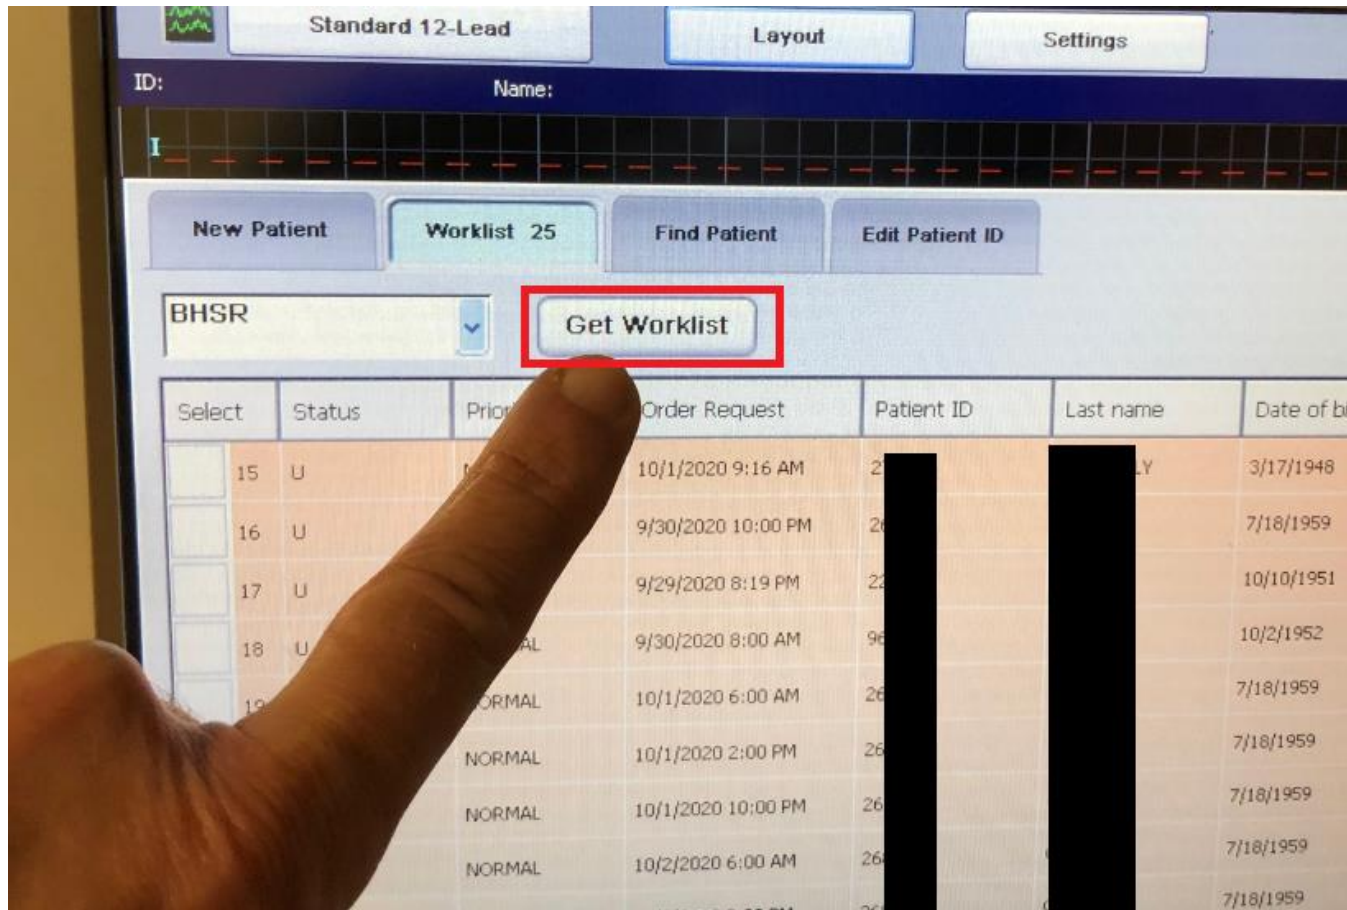 Standard 12-Lead Layout Settings
ID: Name:
I
New Patient Worklist 25 Find Patient Edit Patient ID
BHSR Get Worklist
Select Status Order Request Patient ID Last name Date of
15 U 10/1/2020 9:16 AM 3/17/1948
16 U 9/30/2020 10:00 PM 7/18/1959
17 U 9/29/2020 8:19 PM 10/10/1951
18 U 9/30/2020 8:00 AM 10/2/1952
10/1/2020 6:00 AM 7/18/1959
NORMAL 10/1/2020 2:00 PM 7/18/1959
NORMAL 10/1/2020 10:00 PM 7/18/1959
NORMAL 10/2/2020 6:00 AM 7/18/1959
7/18/1959